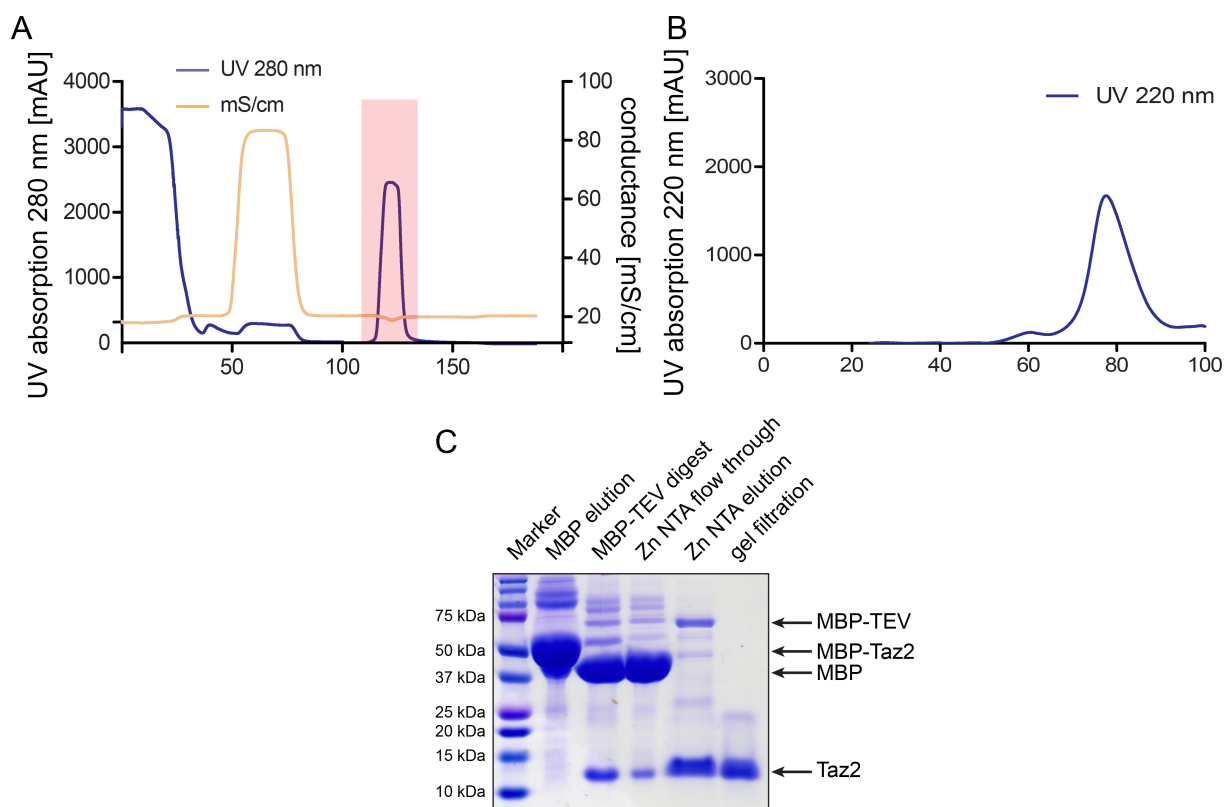 A
UV absorption 280 nm [mAU]
4000
3000
2000
1000
0
50
100
150
UV 280 nm
mS/cm
100
80
60
40
20
conductance [mS/cm]
B
UV absorption 220 nm [mAU]
3000
2000
1000
0
0
20
40
60
80
100
UV 220 nm
C
Marker
MBP elution
MBP-TEV digest
Zn NTA flow through
Zn NTA elution
gel filtration
75 kDa
50 kDa
37 kDa
25 kDa
20 kDa
15 kDa
10 kDa
MBP-TEV
MBP-Taz2
MBP
Taz2